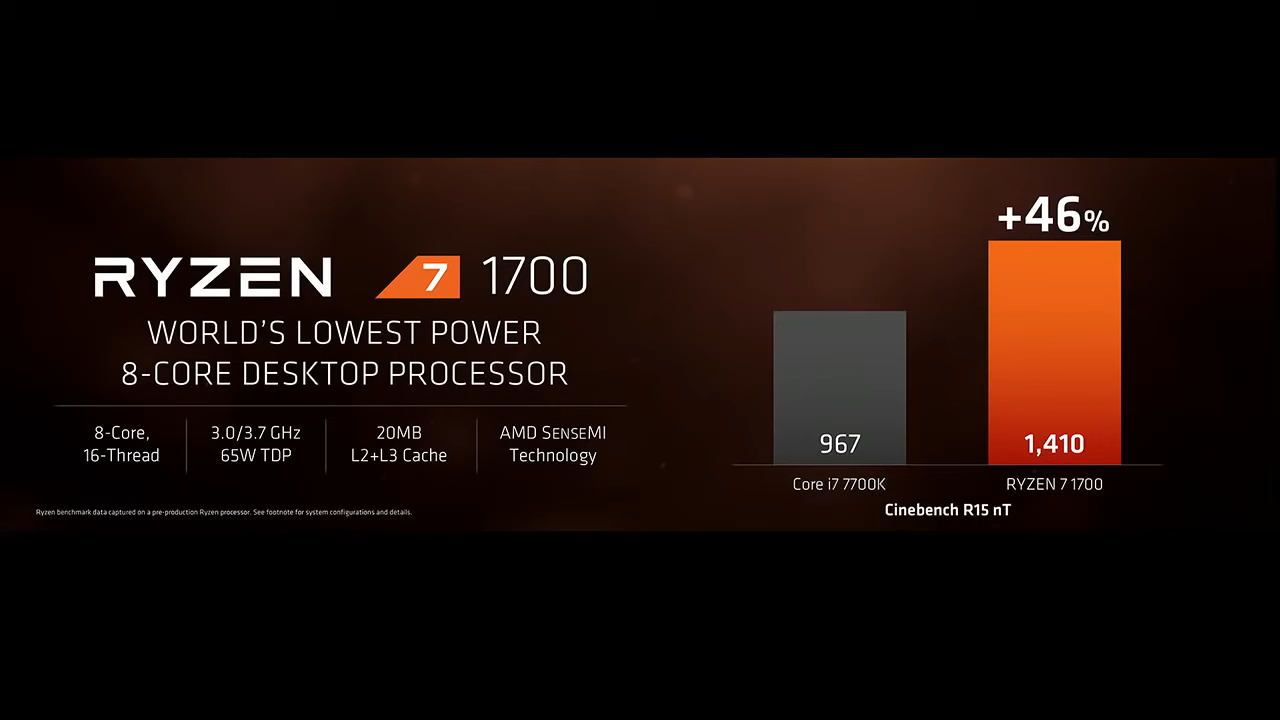 RYZEN 7 1700
WORLD'S LOWEST POWER
8-CORE DESKTOP PROCESSOR
8-Core,
16-Thread
3.0/3.7 GHz
65W TDP
20MB
L2+L3 Cache
AMD SENSEMI
Technology
Ryzen benchmark data captured on a pre-production Ryzen processor. See footnote for system configurations and details.
+46%
967
1,410
Core i7 7700K
RYZEN 7 1700
Cinebench R15 nT